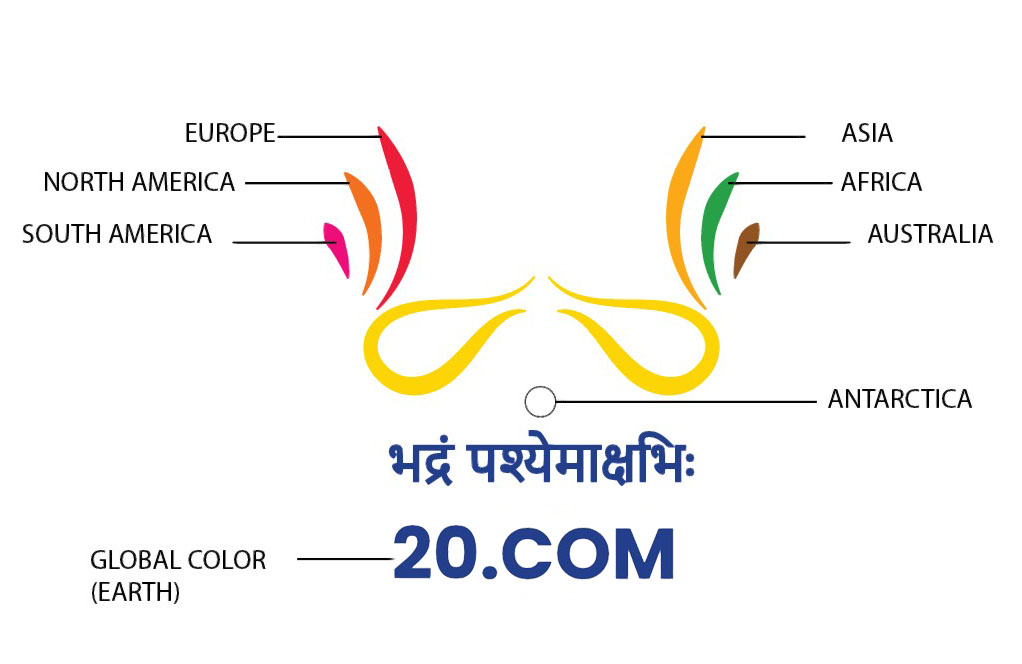 EUROPE
ASIA
NORTH AMERICA
AFRICA
SOUTH AMERICA
AUSTRALIA
ANTARCTICA
भद्रं पश्येमाक्षभिः
20.COM
GLOBAL COLOR
(EARTH)